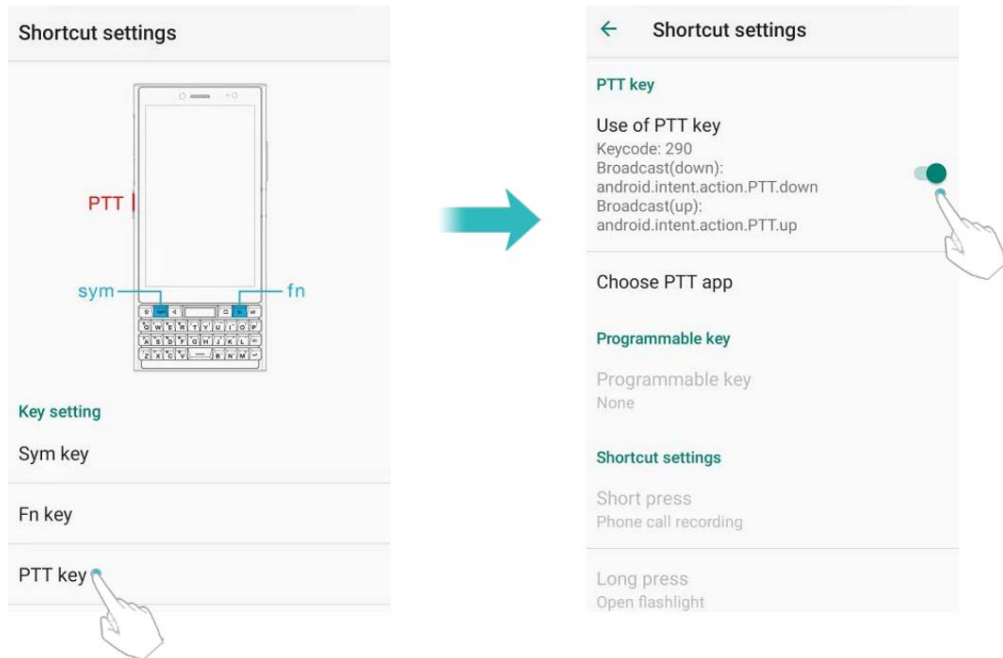 Shortcut settings
PTT
sym
fn
Q W E R T Y U I O P
A S D F G H J K L
Z X C V B N M
Key setting
Sym key
Fn key
PTT key
Shortcut settings
PTT key
Use of PTT key
Keycode: 290
Broadcast(down):
android.intent.action.PTT.down
Broadcast(up):
android.intent.action.PTT.up
Choose PTT app
Programmable key
Programmable key
None
Shortcut settings
Short press
Phone call recording
Long press
Open flashlight